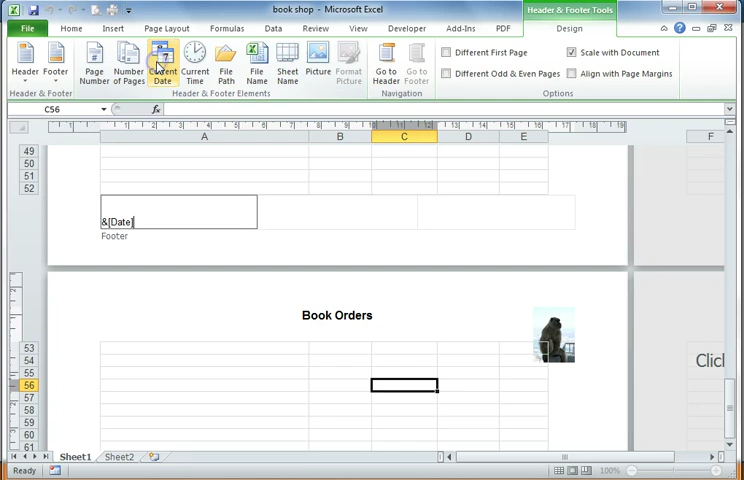 book shop - Microsoft Excel
Header & Footer Tools
File
Home
Insert
Page Layout
Formulas
Data
Review
View
Developer
Add-Ins
PDF
Design
Header
Footer
Page Number
Number of Pages
Current Date
Current Time
File Path
File Name
Sheet Name
Picture
Format Picture
Go to Header
Go to Footer
Different First Page
Different Odd & Even Pages
Scale with Document
Align with Page Margins
Header & Footer
Header & Footer Elements
Navigation
Options
C56
fx
A B C D E F
49
50
51
52
&[Date]
Footer
Book Orders
53
54
55
56
57
58
59
60
61
Click
Sheet1
Sheet2
Ready
100%